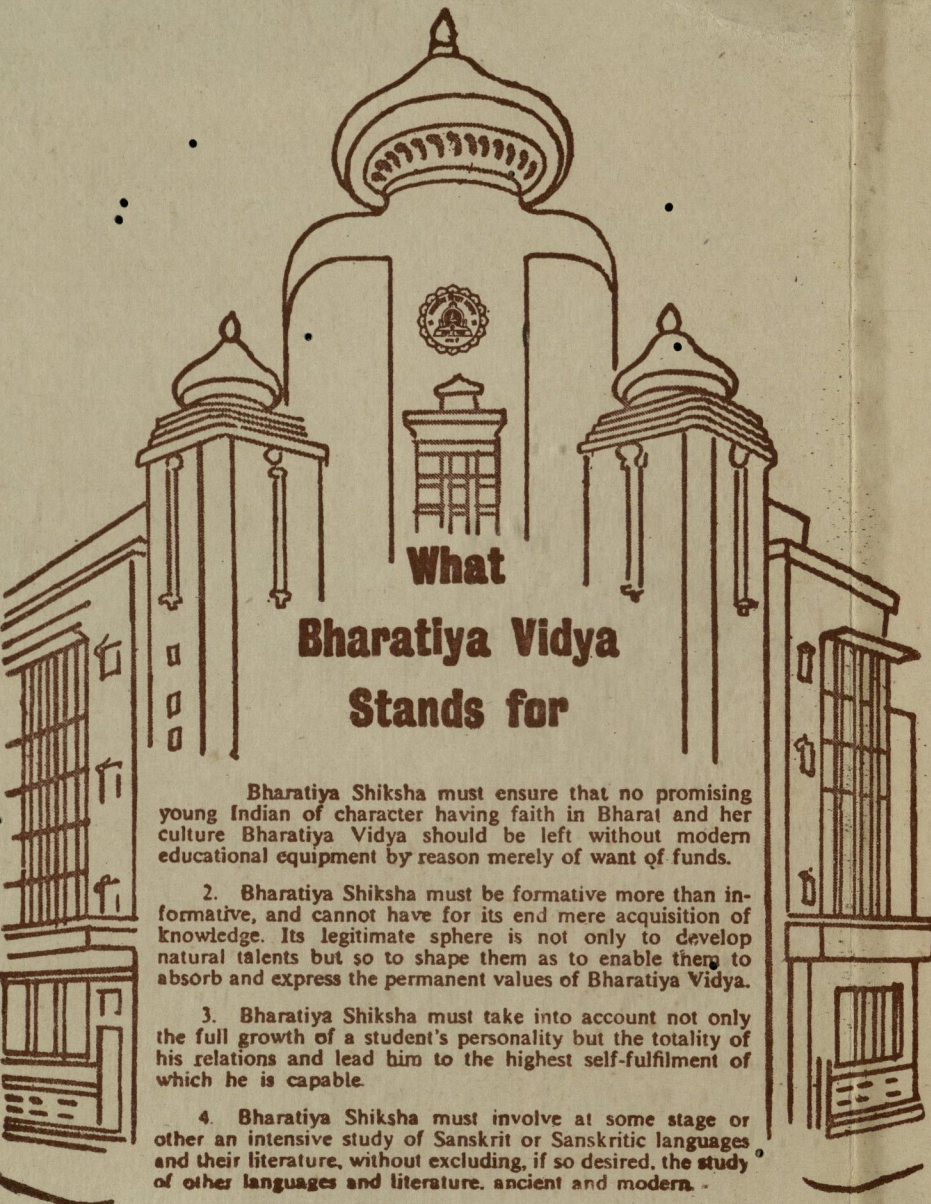 What
Bharatiya Vidya
Stands for
Bharatiya Shiksha must ensure that no promising
young Indian of character having faith in Bharat and her
culture Bharatiya Vidya should be left without modern
educational equipment by reason merely of want of funds.
2. Bharatiya Shiksha must be formative more than in-
formative, and cannot have for its end mere acquisition of
knowledge. Its legitimate sphere is not only to develop
natural talents but so to shape them as to enable them to
absorb and express the permanent values of Bharatiya Vidya.
3. Bharatiya Shiksha must take into account not only
the full growth of a student's personality but the totality of
his relations and lead him to the highest self-fulfilment of
which he is capable.
4. Bharatiya Shiksha must involve at some stage or
other an intensive study of Sanskrit or Sanskritic languages
and their literature, without excluding, if so desired, the study
of other languages and literature, ancient and modern.